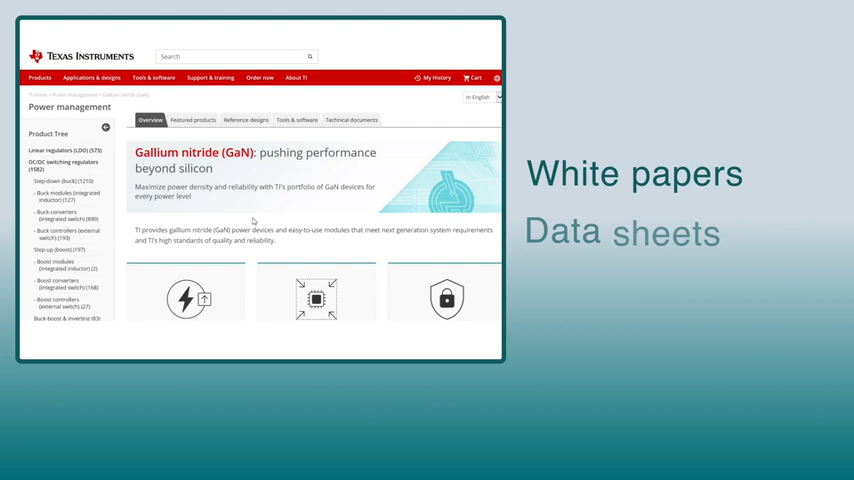 TEXAS INSTRUMENTS
Search
Products Applications & designs Tools & software Support & training Order now About TI My History Cart
TI Home > Power management > Gallium nitride (GaN)
In English
Power management
Product Tree
Linear regulators (LDO) (573)
DC/DC switching regulators
(1582)
Step-down (buck) (1210)
- Buck modules (integrated
inductor) (127)
- Buck converters
(integrated switch) (890)
- Buck controllers (external
switch) (193)
Step-up (boost) (197)
- Boost modules
(integrated inductor) (2)
- Boost converters
(integrated switch) (168)
- Boost controllers
(external switch) (27)
Buck-boost & inverting (83)
Overview Featured products Reference designs Tools & software Technical documents
Gallium nitride (GaN): pushing performance
beyond silicon
Maximize power density and reliability with TI's portfolio of GaN devices for
every power level
TI provides gallium nitride (GaN) power devices and easy-to-use modules that meet next generation system requirements
and TI's high standards of quality and reliability.
White papers
Data sheets